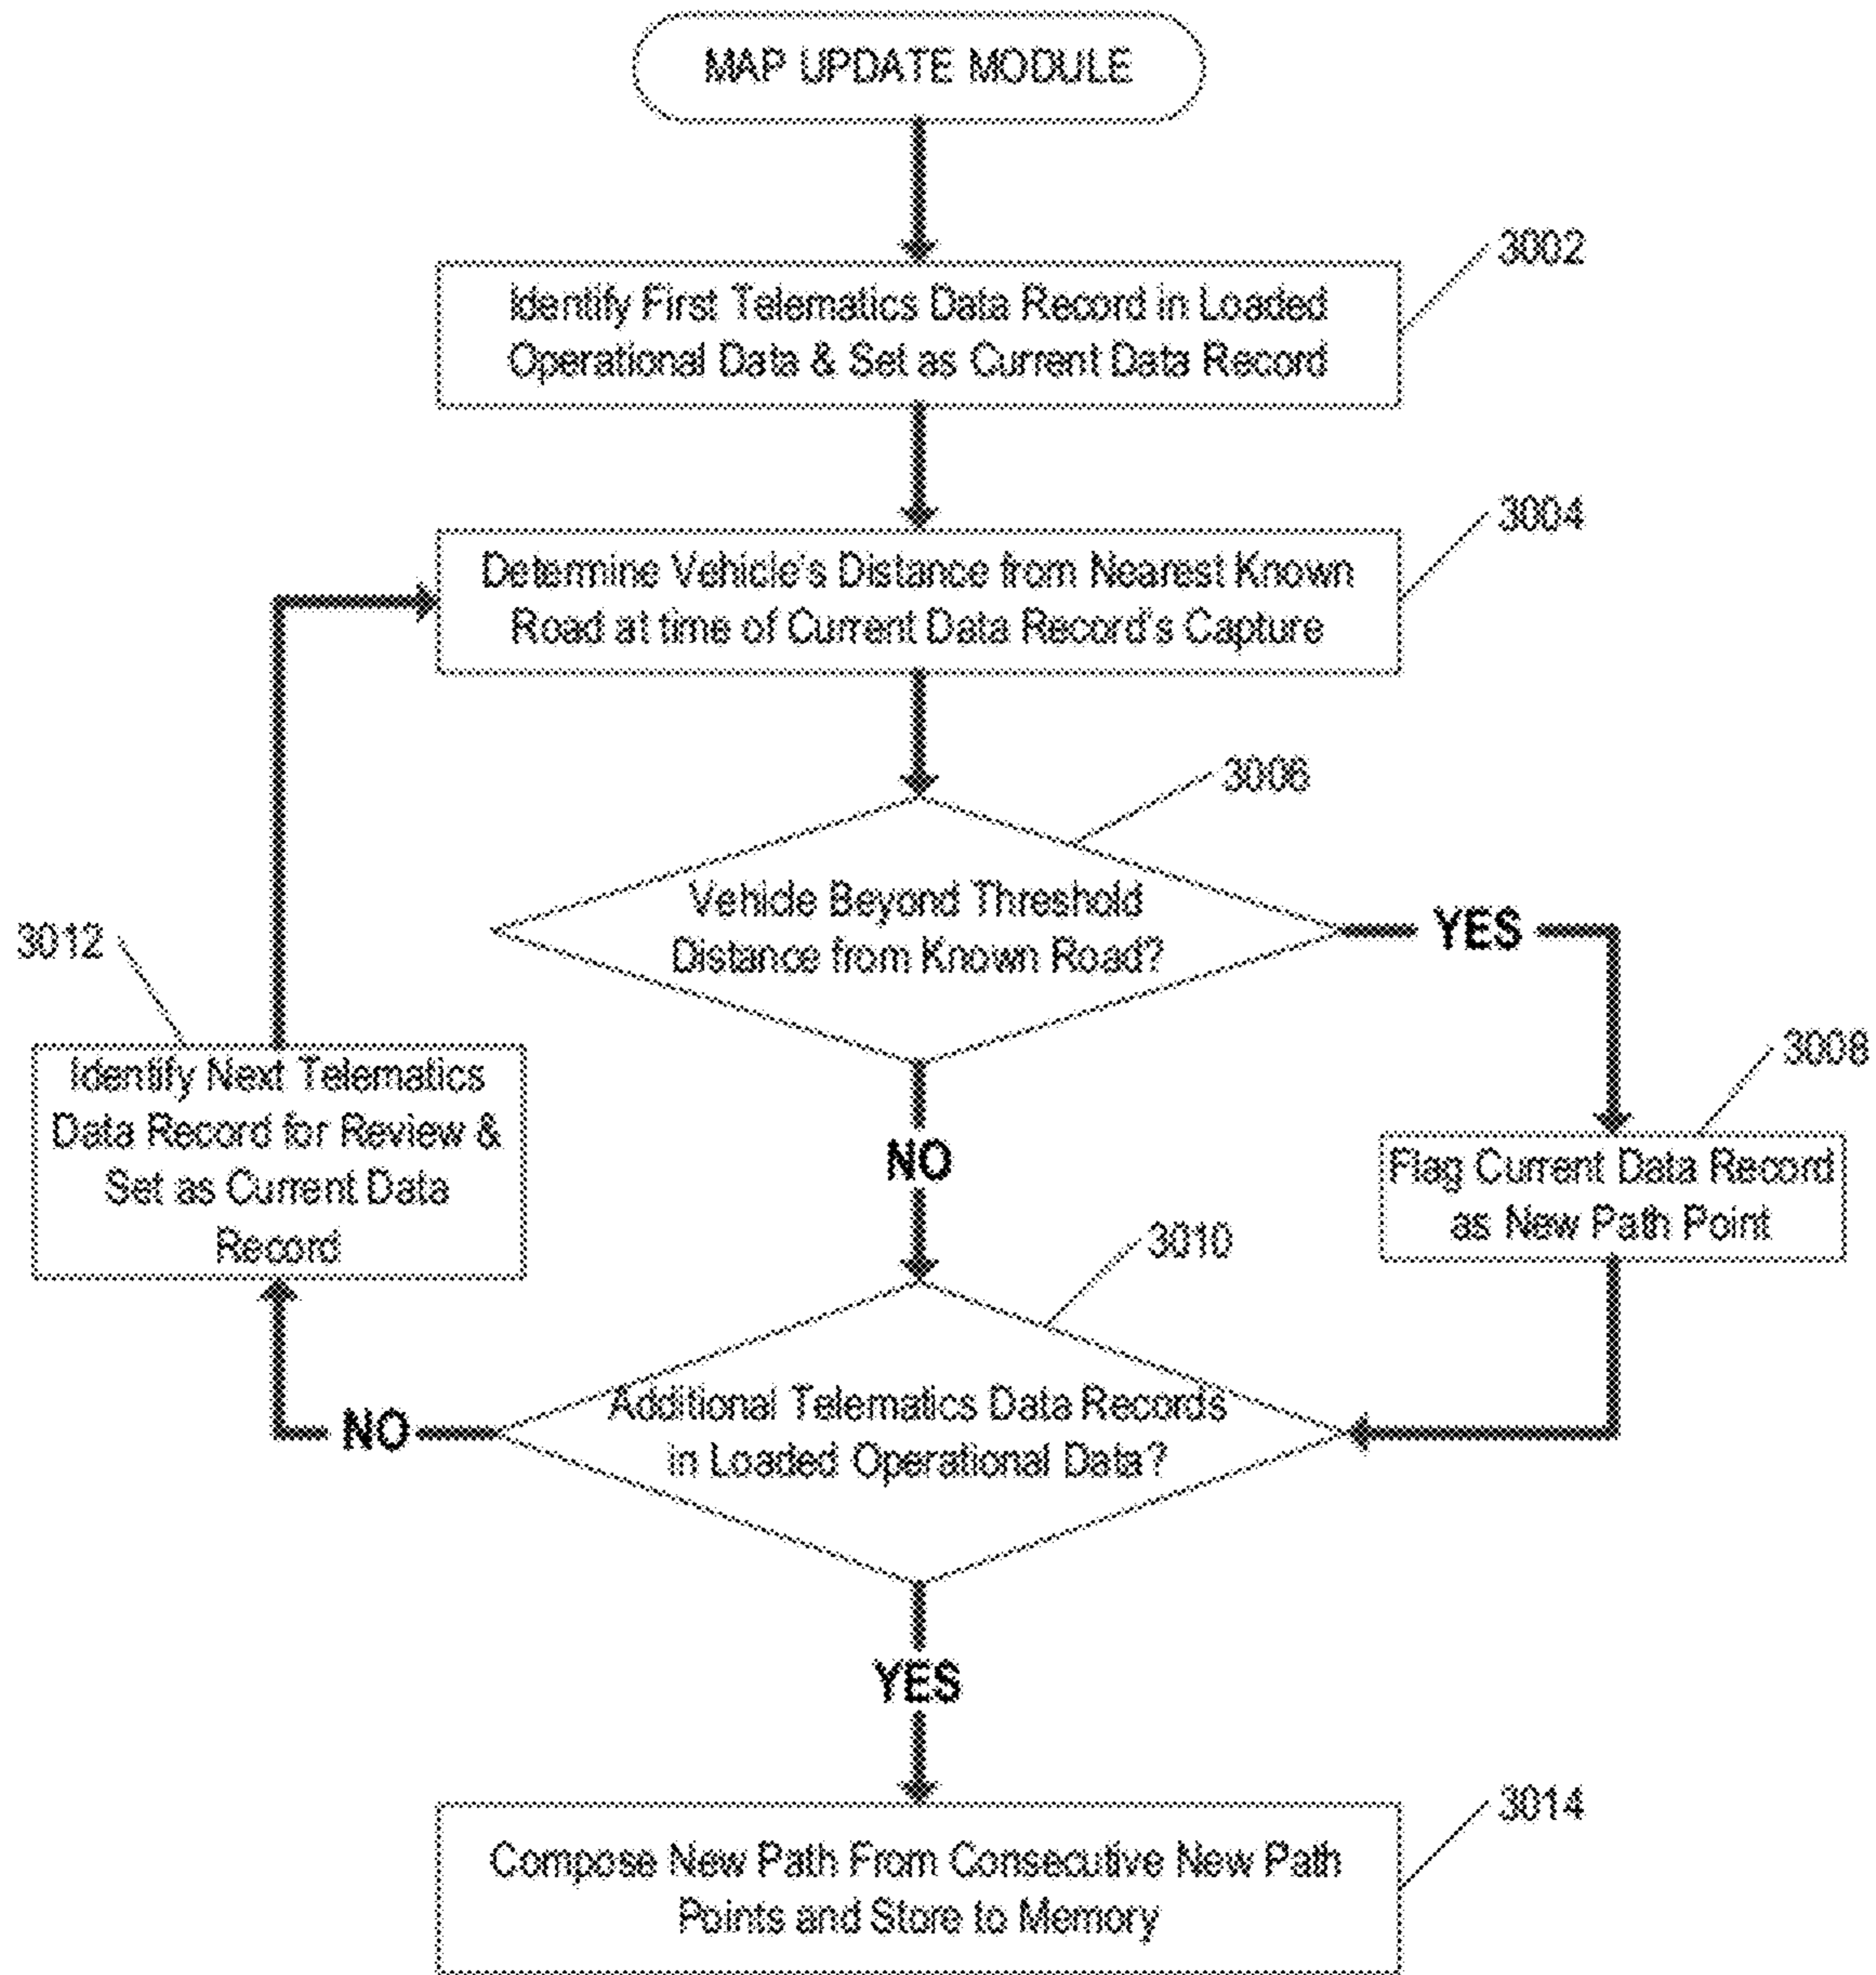 MAP UPDATE MODULE
3002
Identify First Telematics Data Record in Loaded
Operational Data & Set as Current Data Record
3004
Determine Vehicle's Distance from Nearest Known
Road at time of Current Data Record's Capture
3006
Vehicle Beyond Threshold
Distance from Known Road?
YES
3012
Identify Next Telematics
Data Record for Review &
Set as Current Data
Record
NO
3008
Flag Current Data Record
as New Path Point
3010
Additional Telematics Data Records
in Loaded Operational Data?
NO
YES
3014
Compose New Path From Consecutive New Path
Points and Store to Memory